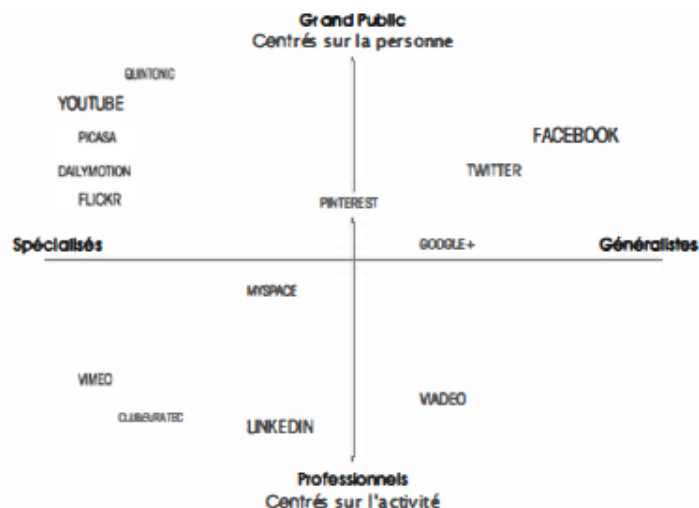 Grand Public
Centrés sur la personne
QUINTONIC
YOUTUBE
PICASA
FACEBOOK
DAILYMOTION
TWITTER
FLICKR
PINTEREST
Spécialisés
GOOGLE+
Généralistes
MYSPACE
VIMEO
VIADEO
CLUBEURATEC
LINKEDIN
Professionnels
Centrés sur l'activité